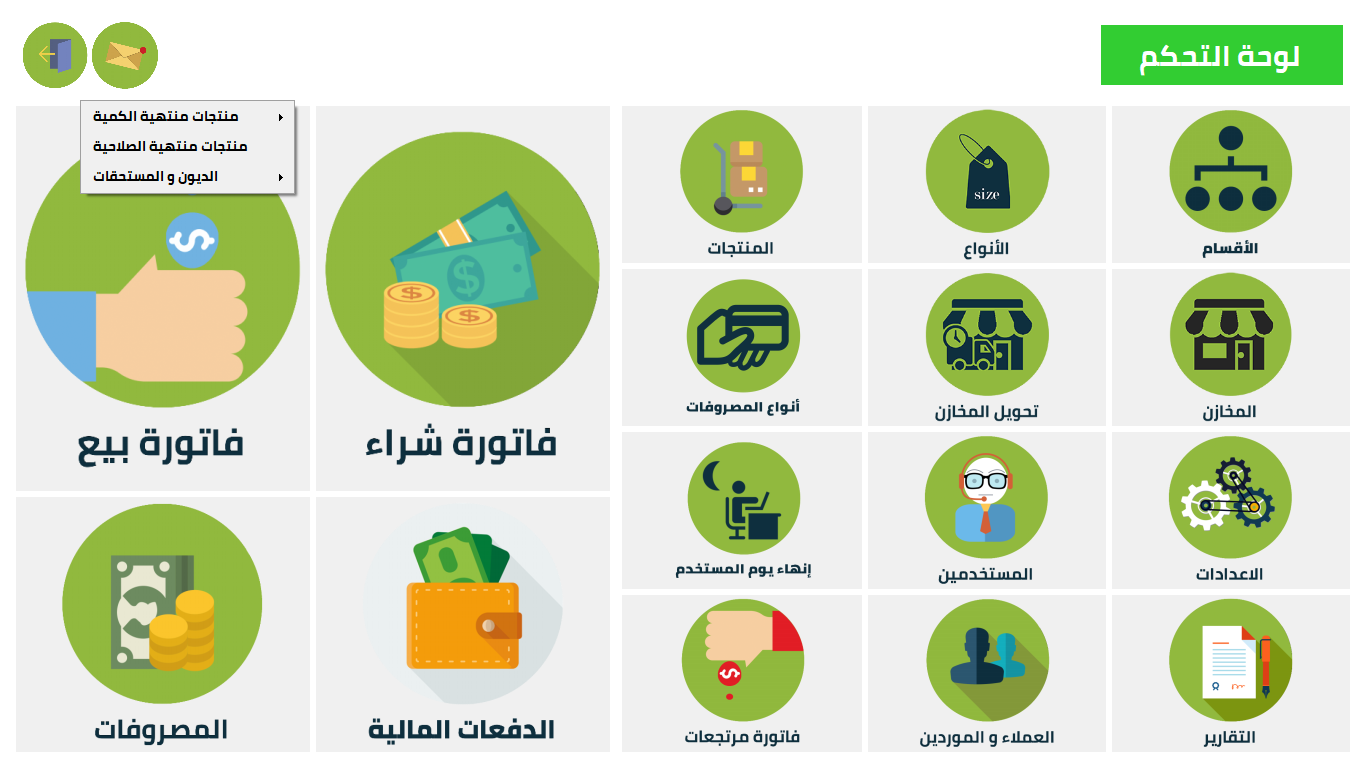 لوحة التحكم
منتجات منتهية الكمية
منتجات منتهية الصلاحية
الديون و المستحقات
الأقسام
size
الأنواع
المنتجات
فاتورة شراء
فاتورة بيع
المخازن
تحويل المخازن
أنواع المصروفات
الاعدادات
المستخدمين
إنهاء يوم المستخدم
التقارير
العملاء و الموردين
فاتورة مرتجعات
الدفعات المالية
المصروفات